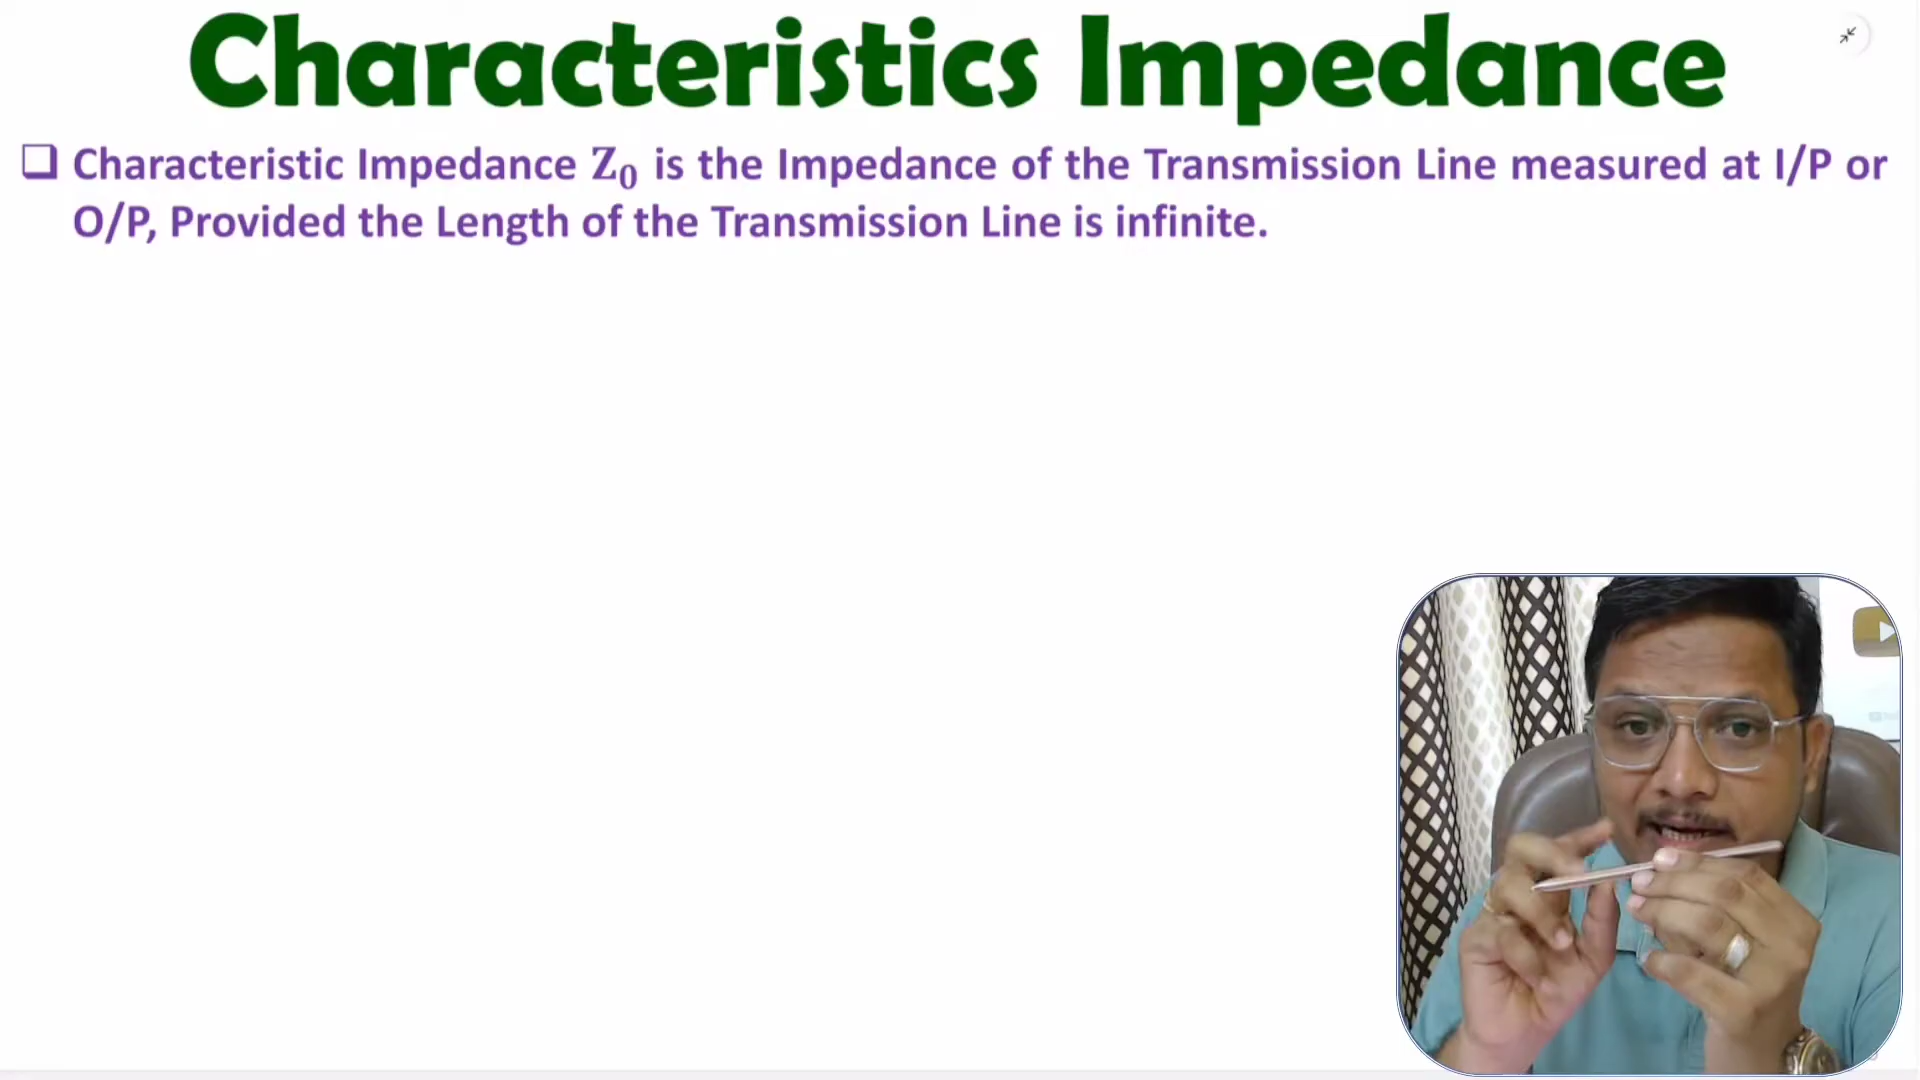 Characteristics Impedance
❑ Characteristic Impedance Z₀ is the Impedance of the Transmission Line measured at I/P or
O/P, Provided the Length of the Transmission Line is infinite.